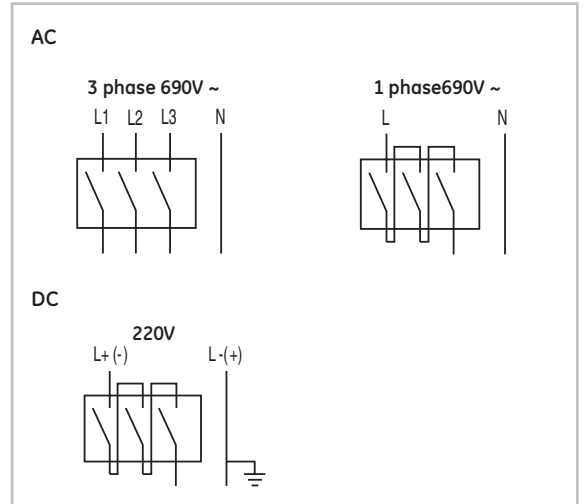 AC
3 phase 690V ~
L1 L2 L3 N
1 phase690V ~
L N
DC
220V
L+ (-) L -(+)